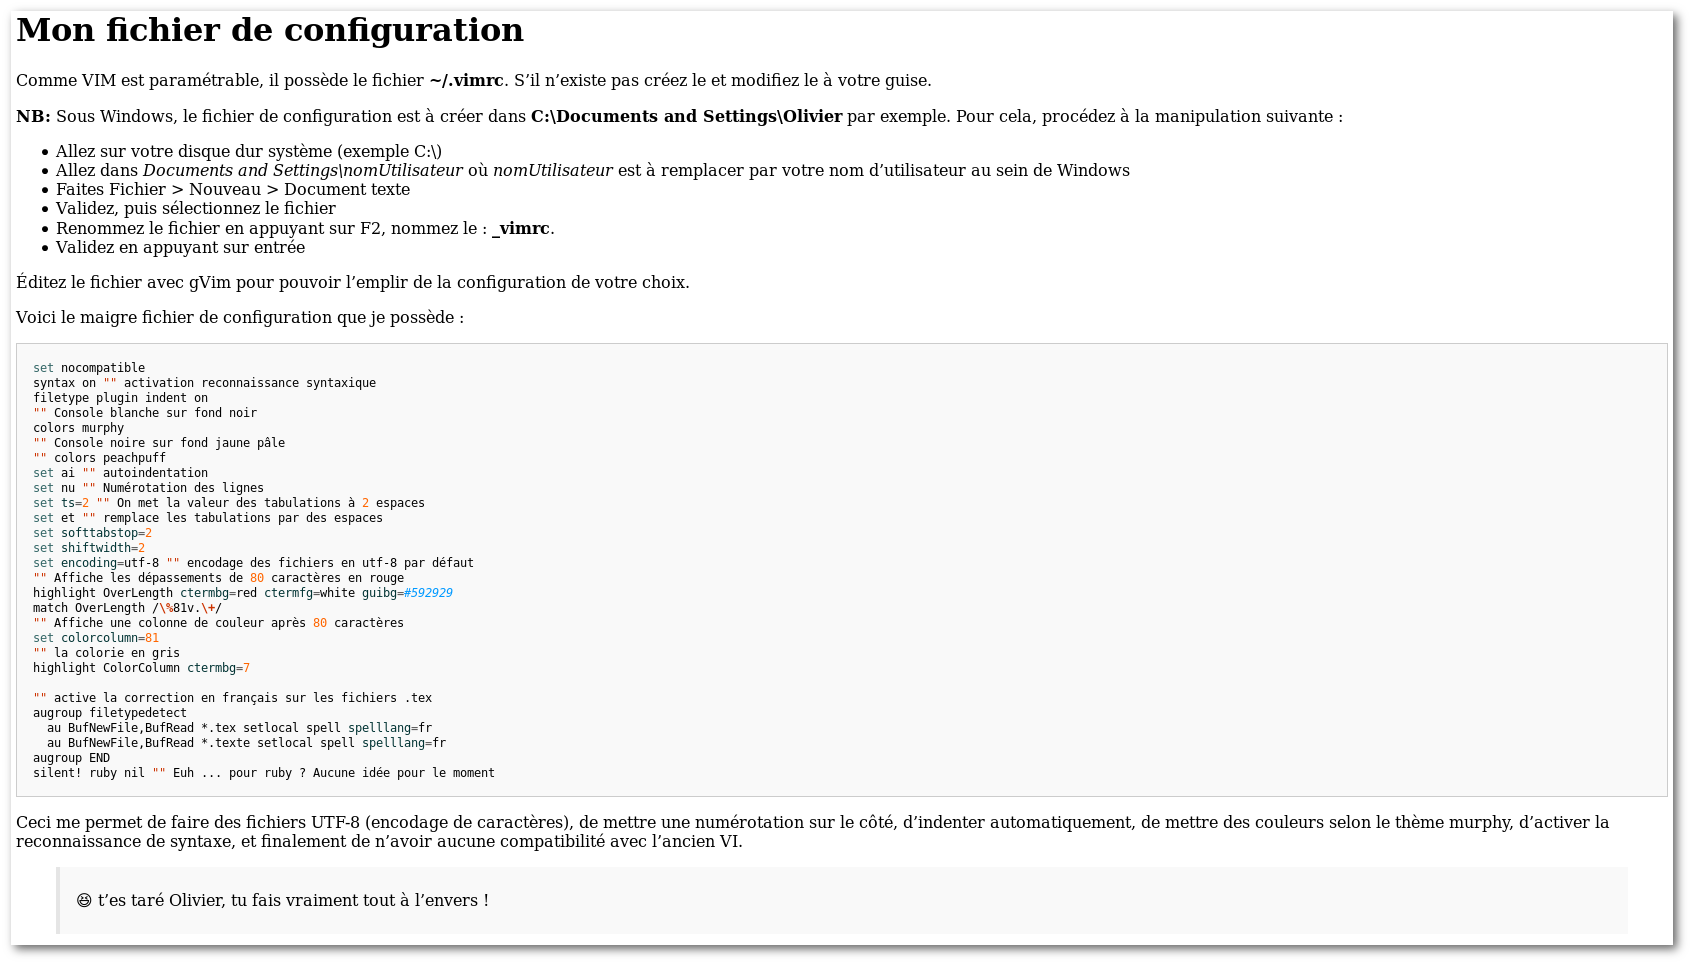 Mon fichier de configuration
Comme VIM est paramétrable, il possède le fichier ~/.vimrc. S’il n’existe pas créez le et modifiez le à votre guise.
NB: Sous Windows, le fichier de configuration est à créer dans C:\Documents and Settings\Olivier par exemple. Pour cela, procédez à la manipulation suivante :
• Allez sur votre disque dur système (exemple C:\)
• Allez dans Documents and Settings\nomUtilisateur où nomUtilisateur est à remplacer par votre nom d’utilisateur au sein de Windows
• Faites Fichier > Nouveau > Document texte
• Validez, puis sélectionnez le fichier
• Renommez le fichier en appuyant sur F2, nommez le : _vimrc.
• Validez en appuyant sur entrée
Éditez le fichier avec gVim pour pouvoir l’emplir de la configuration de votre choix.
Voici le maigre fichier de configuration que je possède :
set nocompatible
syntax on "" activation reconnaissance syntaxique
filetype plugin indent on
"" Console blanche sur fond noir
colors murphy
"" Console noire sur fond jaune pâle
"" colors peachpuff
set ai "" autoindentation
set nu "" Numérotation des lignes
set ts=2 "" On met la valeur des tabulations à 2 espaces
set et "" remplace les tabulations par des espaces
set softtabstop=2
set shiftwidth=2
set encoding=utf-8 "" encodage des fichiers en utf-8 par défaut
"" Affiche les dépassements de 80 caractères en rouge
highlight OverLength ctermbg=red ctermfg=white guibg=#592929
match OverLength /\%81v.\+/
"" Affiche une colonne de couleur après 80 caractères
set colorcolumn=81
"" la colorie en gris
highlight ColorColumn ctermbg=7
"" active la correction en français sur les fichiers .tex
augroup filetypedetect
  au BufNewFile,BufRead *.tex setlocal spell spelllang=fr
  au BufNewFile,BufRead *.texte setlocal spell spelllang=fr
augroup END
silent! ruby nil "" Euh ... pour ruby ? Aucune idée pour le moment
Ceci me permet de faire des fichiers UTF-8 (encodage de caractères), de mettre une numérotation sur le côté, d’indenter automatiquement, de mettre des couleurs selon le thème murphy, d’activer la
reconnaissance de syntaxe, et finalement de n’avoir aucune compatibilité avec l’ancien VI.
😆 t’es taré Olivier, tu fais vraiment tout à l’envers !